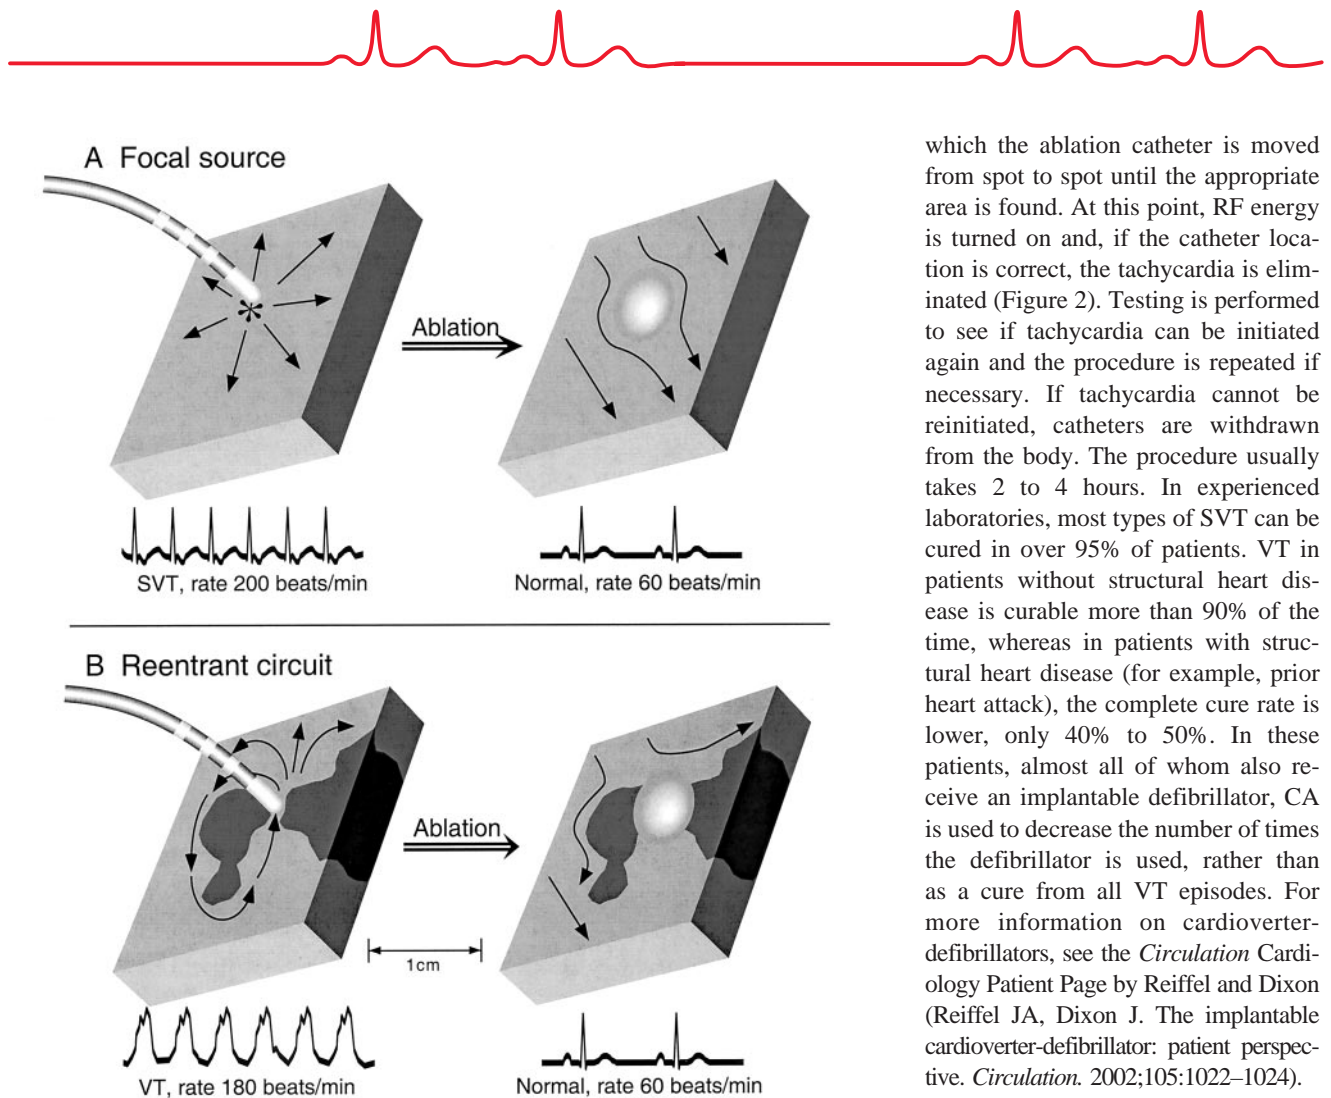 A Focal source
Ablation
SVT, rate 200 beats/min
Normal, rate 60 beats/min
B Reentrant circuit
Ablation
1cm
VT, rate 180 beats/min
Normal, rate 60 beats/min
which the ablation catheter is moved
from spot to spot until the appropriate
area is found. At this point, RF energy
is turned on and, if the catheter loca-
tion is correct, the tachycardia is elim-
inated (Figure 2). Testing is performed
to see if tachycardia can be initiated
again and the procedure is repeated if
necessary. If tachycardia cannot be
reinitiated, catheters are withdrawn
from the body. The procedure usually
takes 2 to 4 hours. In experienced
laboratories, most types of SVT can be
cured in over 95% of patients. VT in
patients without structural heart dis-
ease is curable more than 90% of the
time, whereas in patients with struc-
tural heart disease (for example, prior
heart attack), the complete cure rate is
lower, only 40% to 50%. In these
patients, almost all of whom also re-
ceive an implantable defibrillator, CA
is used to decrease the number of times
the defibrillator is used, rather than
as a cure from all VT episodes. For
more information on cardioverter-
defibrillators, see the Circulation Cardi-
ology Patient Page by Reiffel and Dixon
(Reiffel JA, Dixon J. The implantable
cardioverter-defibrillator: patient perspec-
tive. Circulation. 2002;105:1022–1024).